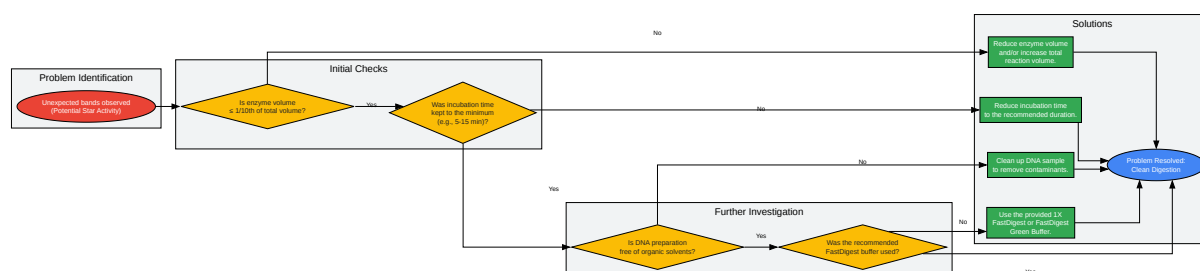 Problem Identification
Unexpected bands observed
(Potential Star Activity)
Initial Checks
Is enzyme volume
≤ 1/10th of total volume?
Yes
Was incubation time
kept to the minimum
(e.g., 5-15 min)?
No
No
Yes
Further Investigation
Is DNA preparation
free of organic solvents?
Yes
Was the recommended
FastDigest buffer used?
No
No
Solutions
Reduce enzyme volume
and/or increase total
reaction volume.
Reduce incubation time
to the recommended duration.
Clean up DNA sample
to remove contaminants.
Use the provided 1X
FastDigest or FastDigest
Green Buffer.
Problem Resolved:
Clean Digestion